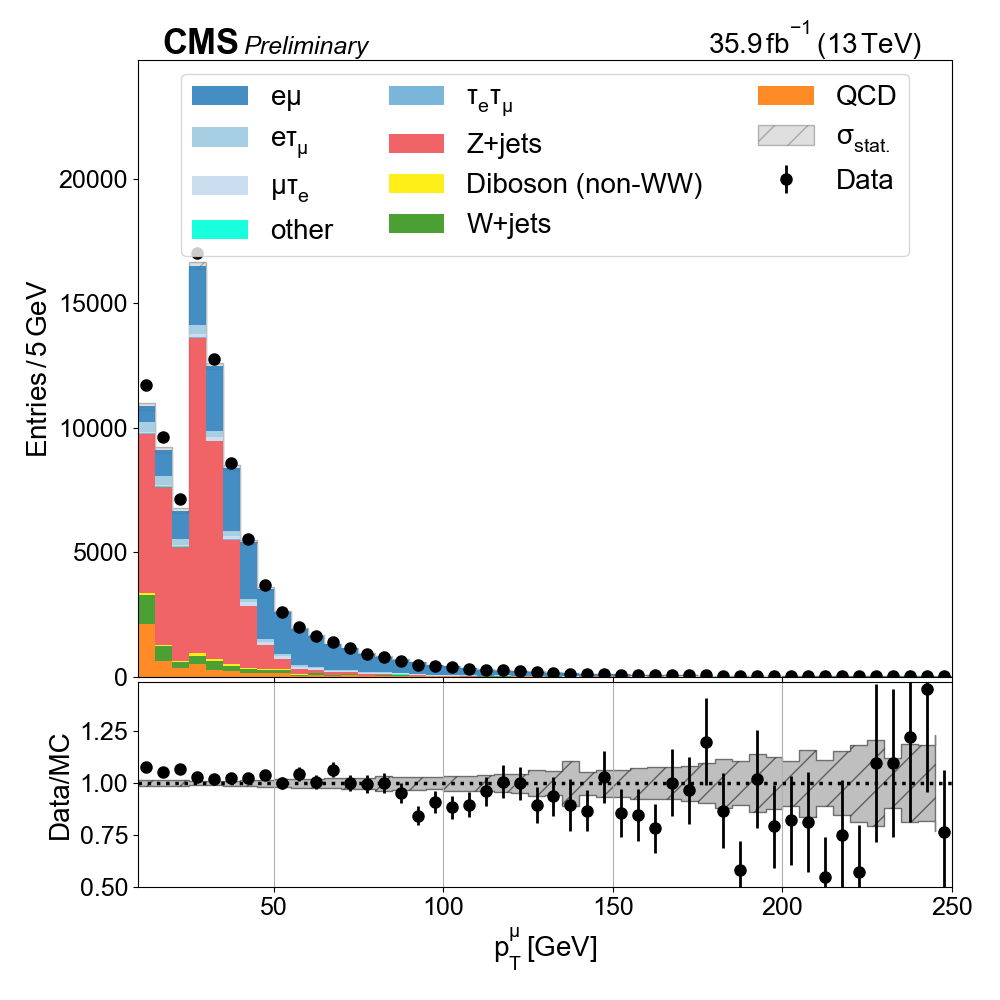 CMS Preliminary 35.9 fb⁻¹ (13 TeV)
eμ τₑτμ QCD
eτμ Z+jets σstat.
μτₑ Diboson (non-WW) Data
other W+jets
Entries / 5 GeV
20000
15000
10000
5000
0
Data/MC
1.25
1.00
0.75
0.50
50 100 150 200 250
pTμ [GeV]